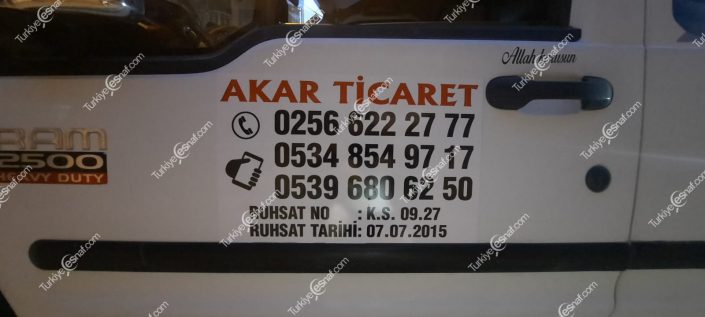 Allah korusun
AKAR TİCARET
0256 622 27 77
0534 854 97 17
0539 680 62 50
RUHSAT NO : K.S. 09.27
RUHSAT TARİHİ: 07.07.2015
RAM
2500
HEAVY DUTY
TurkiyeEsnaf.com